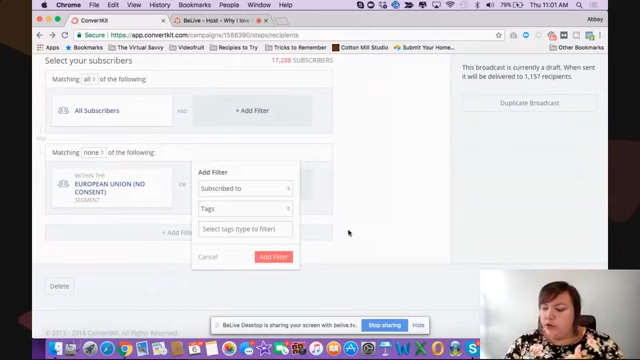 Chrome File Edit View History Bookmarks People Window Help
79% Thu 11:01 AM
ConvertKit
BeLive - Host - Why I love
Abbey
https://app.convertkit.com/campaigns/1588390/steps/recipients
Apps Bookmarks Savvy Vocab Videofruit Recipies to Try Tricks to Remember Cotton Mill Studio Submit Your Home... Other Bookmarks
Select your subscribers
17,288 SUBSCRIBERS
Matching all of the following:
All Subscribers
AND
+ Add Filter
AND
Matching none of the following:
WITHIN THE
EUROPEAN UNION (NO
CONSENT)
SEGMENT
OR
Add Filter
Subscribed to
Tags
Select tags (type to filter)
Cancel
Add Filter
+ Add Filte
This broadcast is currently a draft. When sent
it will be delivered to 1,157 recipients.
Duplicate Broadcast
Delete
© 2013 - 2018 ConvertKit. All Rights Reserved.
BeLive Desktop is sharing your screen with belive.tv.
Stop sharing
Hide